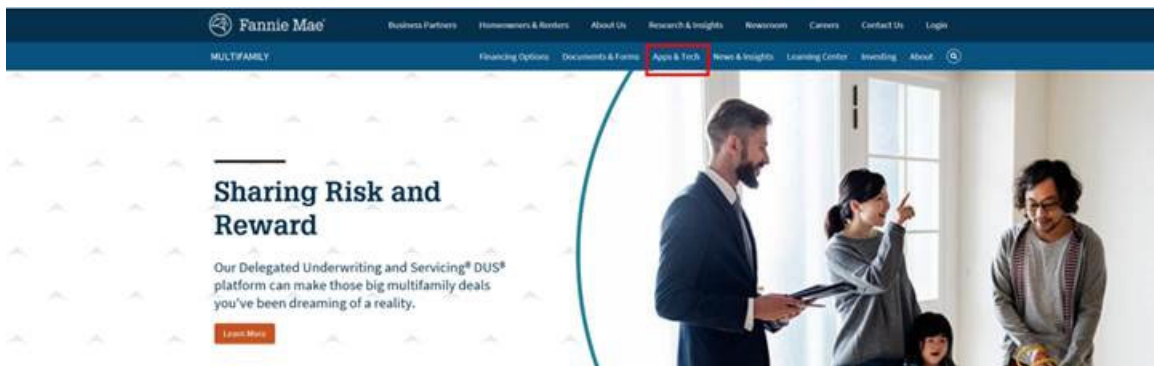 Fannie Mae® Business Partners Homeowners & Renters About Us Research & Insights Newsroom Careers Contact Us Login
MULTIFAMILY Financing Options Documents & Forms Apps & Tech News & Insights Learning Center Investing About
Sharing Risk and
Reward
Our Delegated Underwriting and Servicing® DUS®
platform can make those big multifamily deals
you've been dreaming of a reality.
Learn More